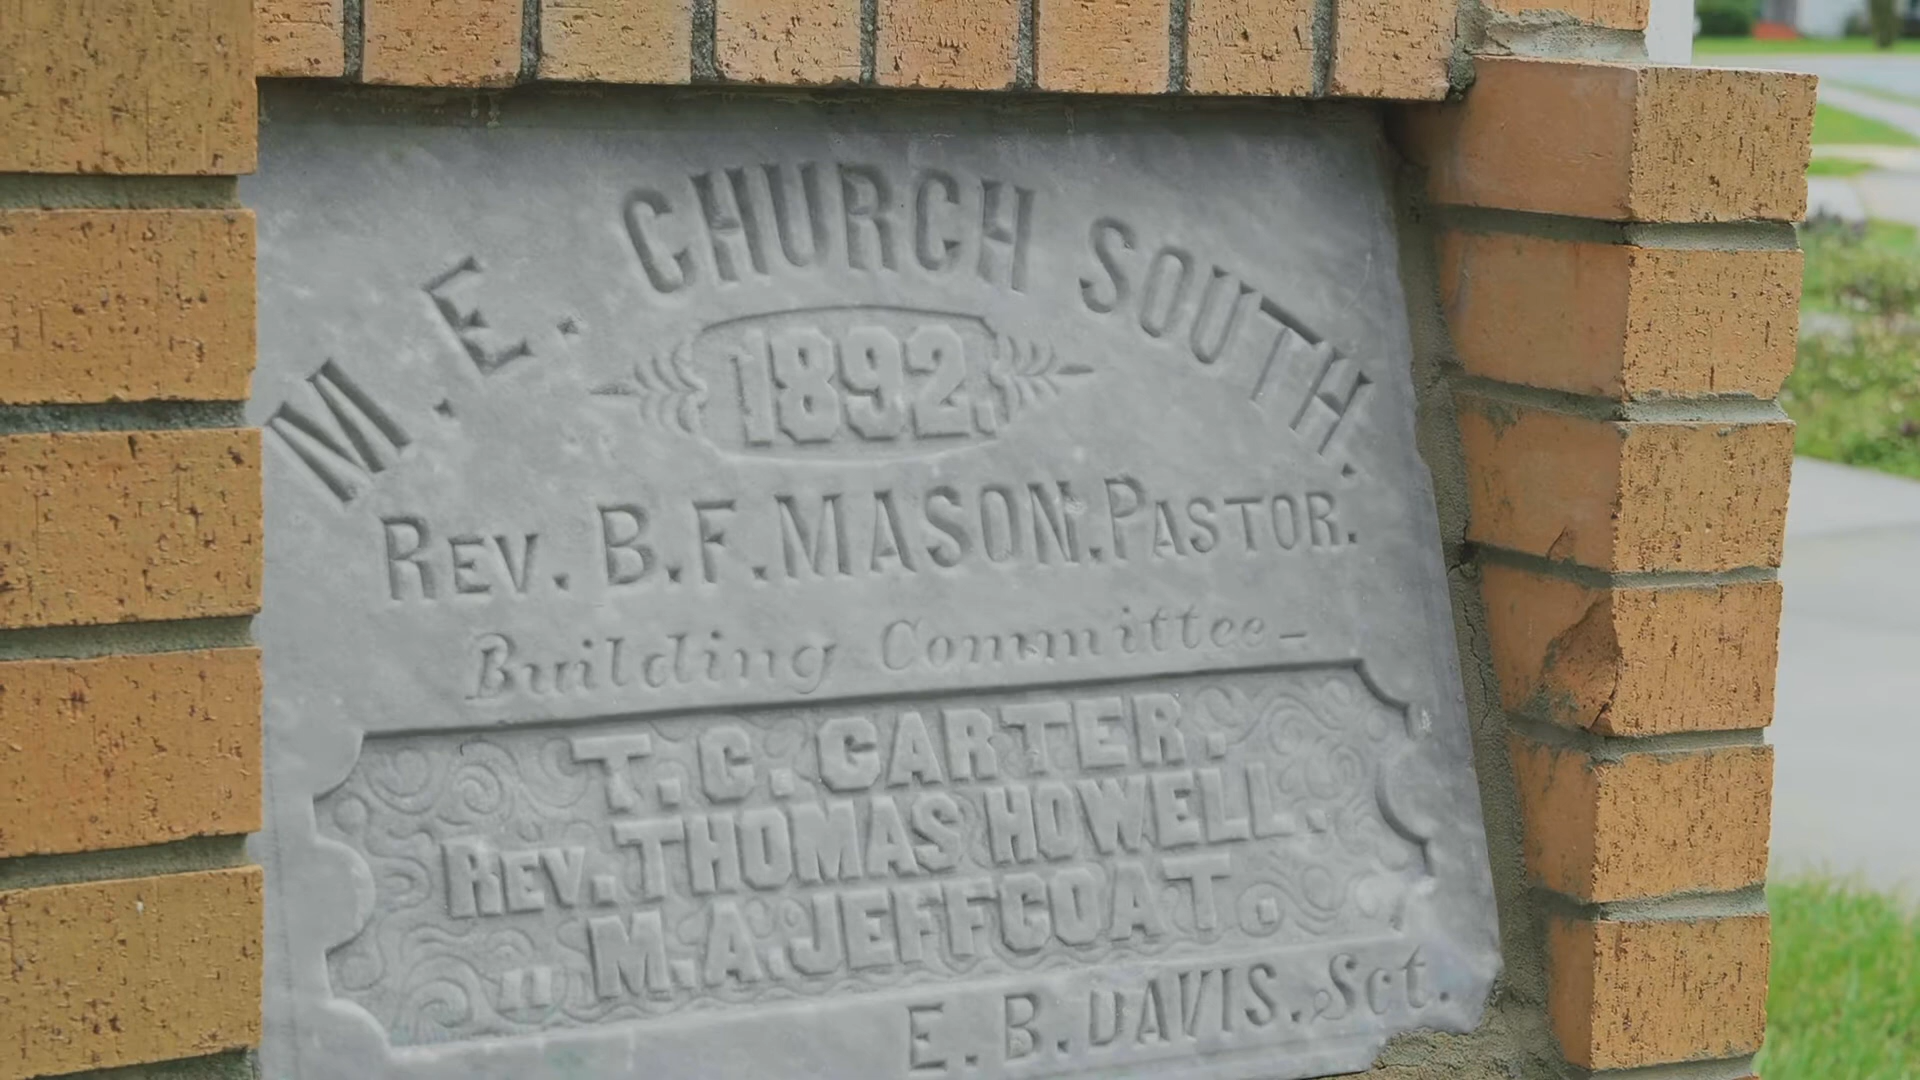 M. E. CHURCH SOUTH.
1892.
REV. B. F. MASON. PASTOR.
Building Committee –
T. C. CARTER.
REV. THOMAS HOWELL.
„ M. A. JEFFCOAT.
E. B. DAVIS. Sct.